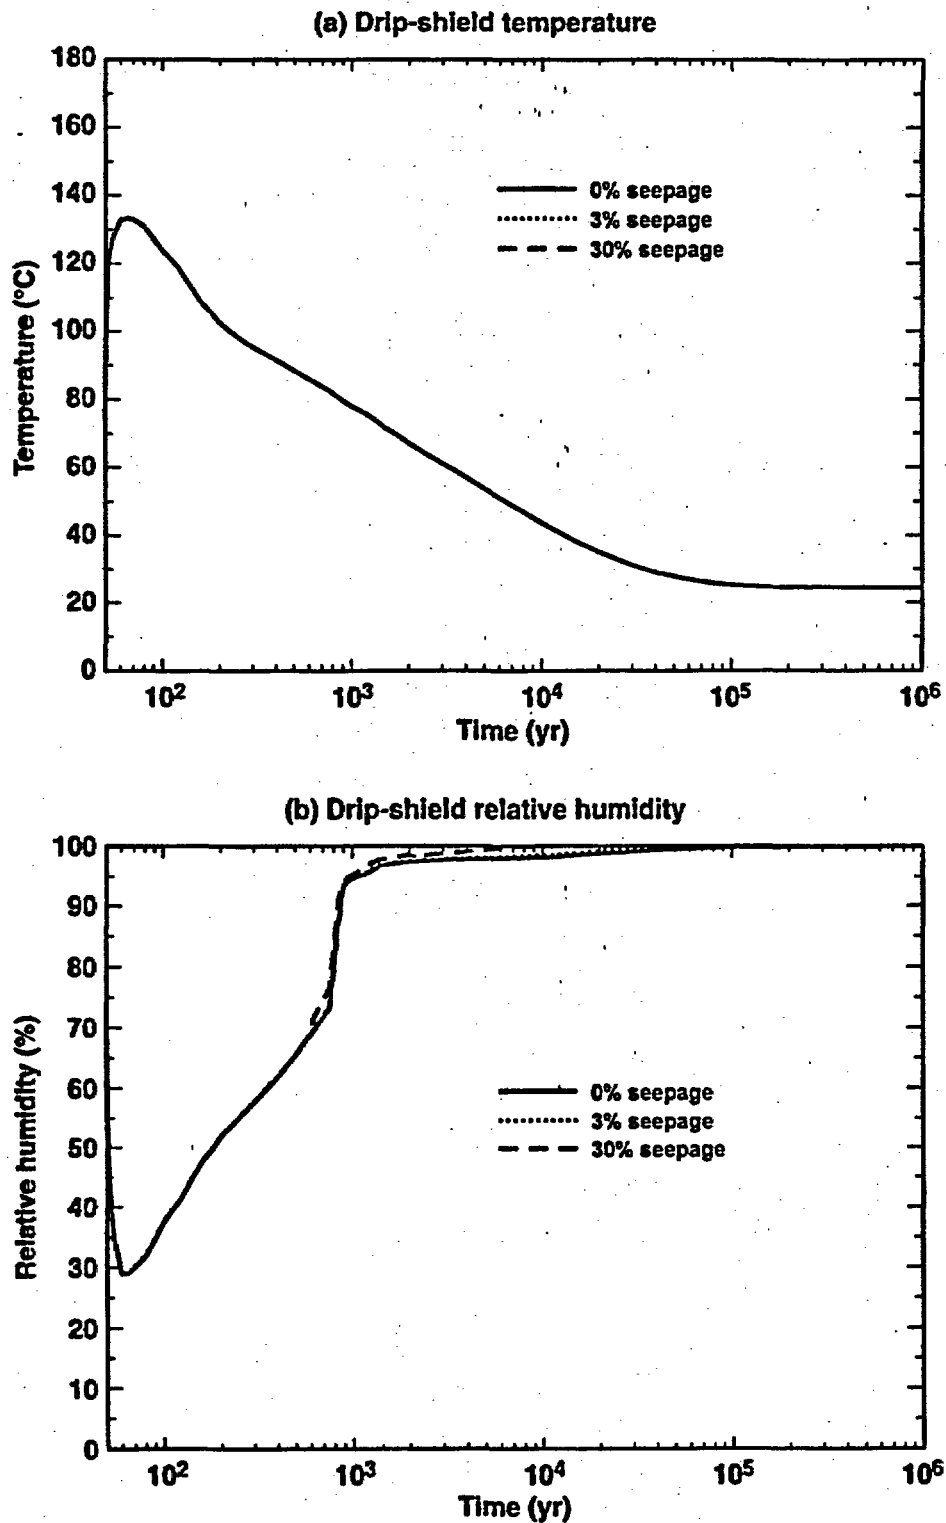 (a) Drip-shield temperature
180
160
140
120
100
80
60
40
20
0
Temperature (°C)
0% seepage
3% seepage
30% seepage
10²
10³
10⁴
10⁵
10⁶
Time (yr)
(b) Drip-shield relative humidity
100
90
80
70
60
50
40
30
20
10
0
Relative humidity (%)
0% seepage
3% seepage
30% seepage
10²
10³
10⁴
10⁵
10⁶
Time (yr)